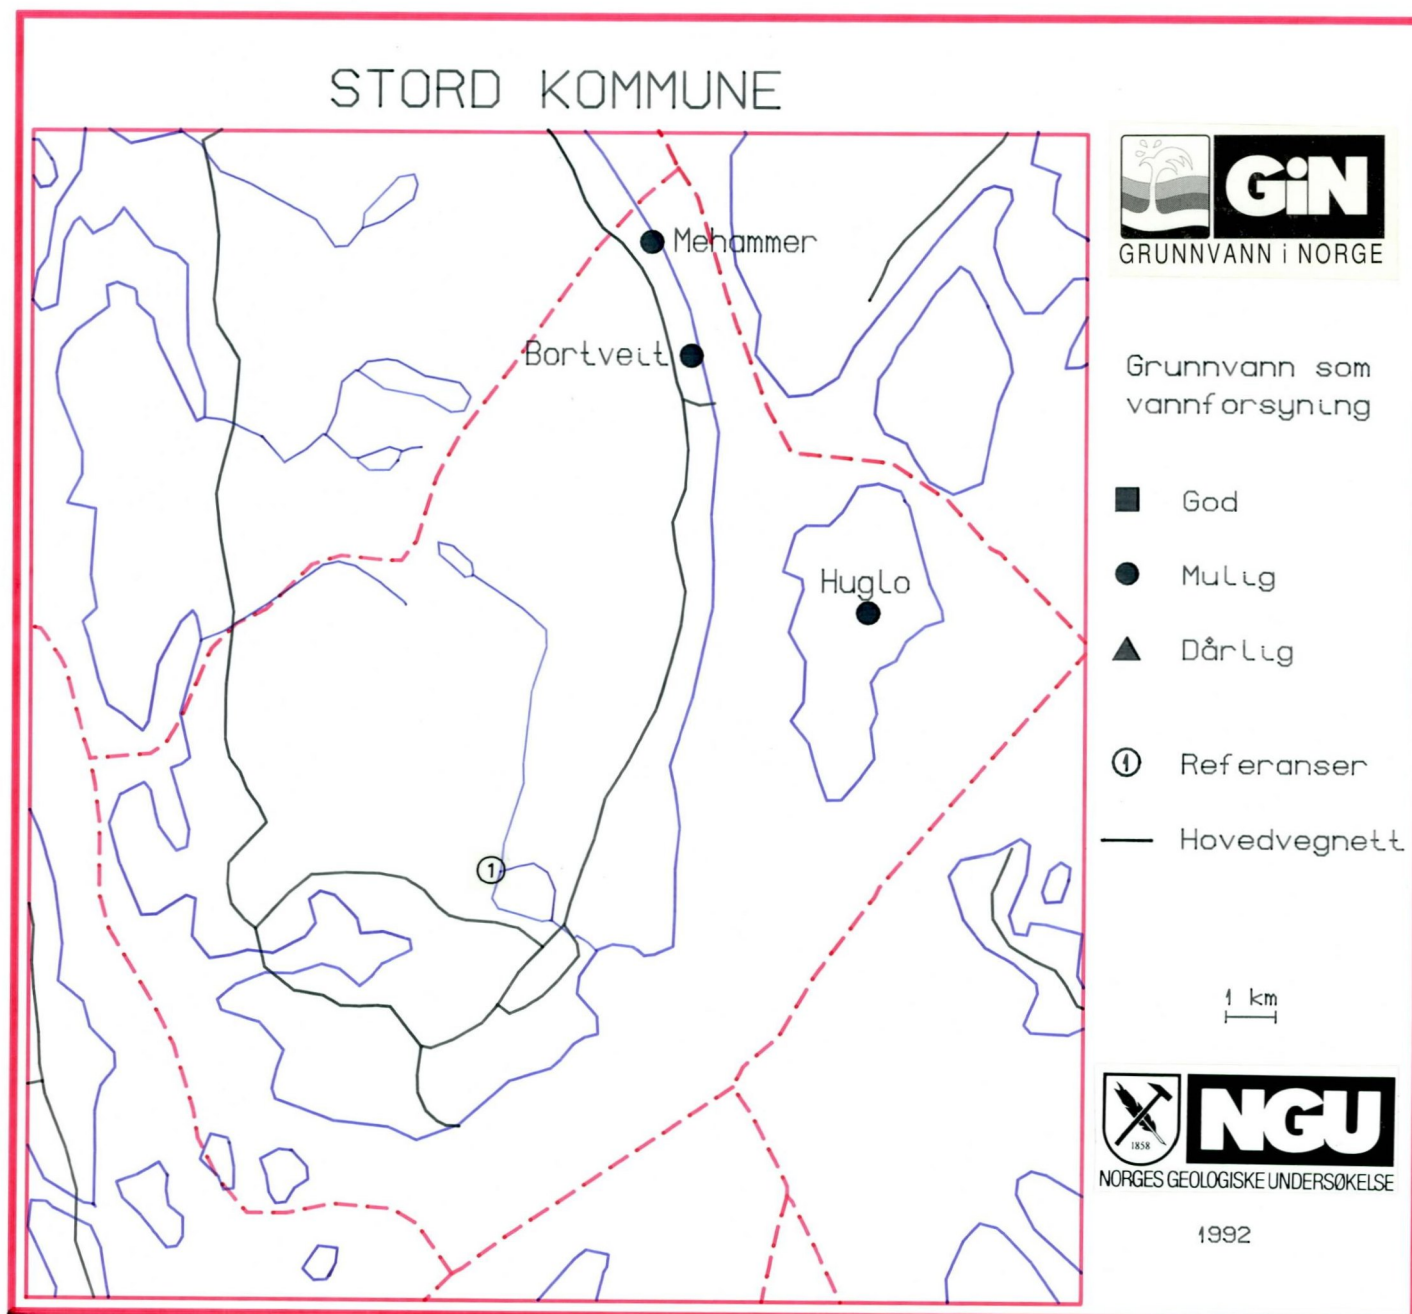 STORD KOMMUNE
GiN
GRUNNVANN i NORGE
Mehammer
Bortveit
Huglo
1
Grunnvann som
vannforsyning
God
Mulig
Dårlig
1 Referanser
Hovedvegnett
1 km
1858
NGU
NORGES GEOLOGISKE UNDERSØKELSE
1992